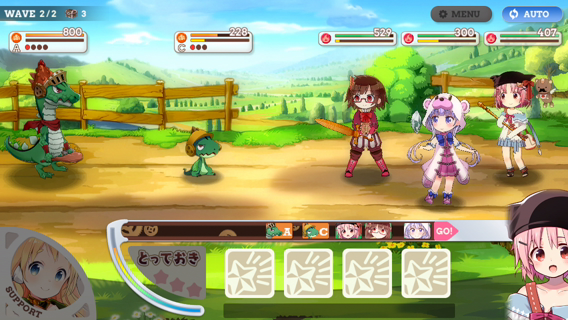 WAVE 2/2 3
MENU
AUTO
800
A
228
C
529
300
407
A
C
GO!
とっておき
SUPPORT